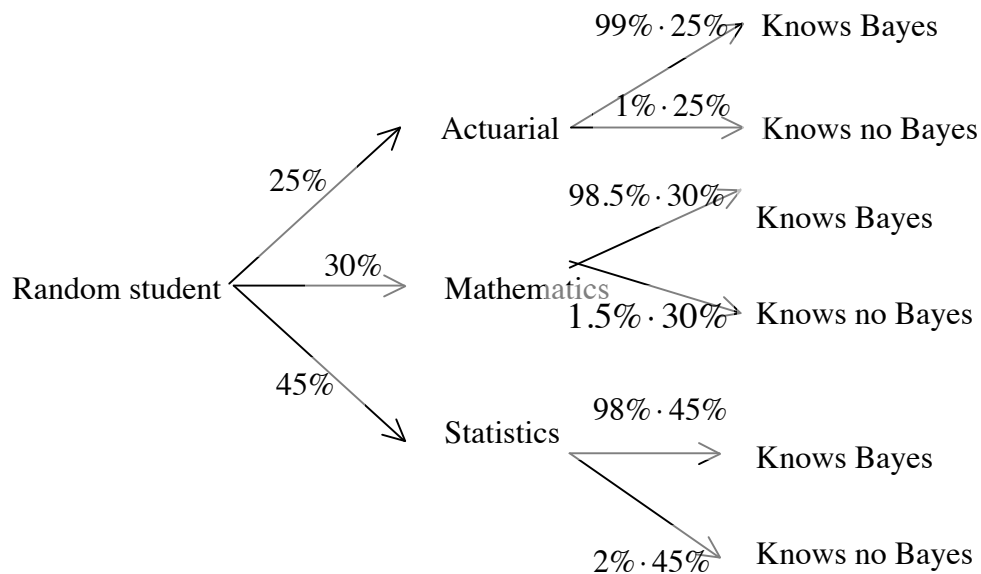 99% · 25%
Knows Bayes
1% · 25%
Actuarial
Knows no Bayes
25%
98.5% · 30%
Knows Bayes
30%
Random student
Mathematics
1.5% · 30%
Knows no Bayes
45%
98% · 45%
Statistics
Knows Bayes
2% · 45%
Knows no Bayes